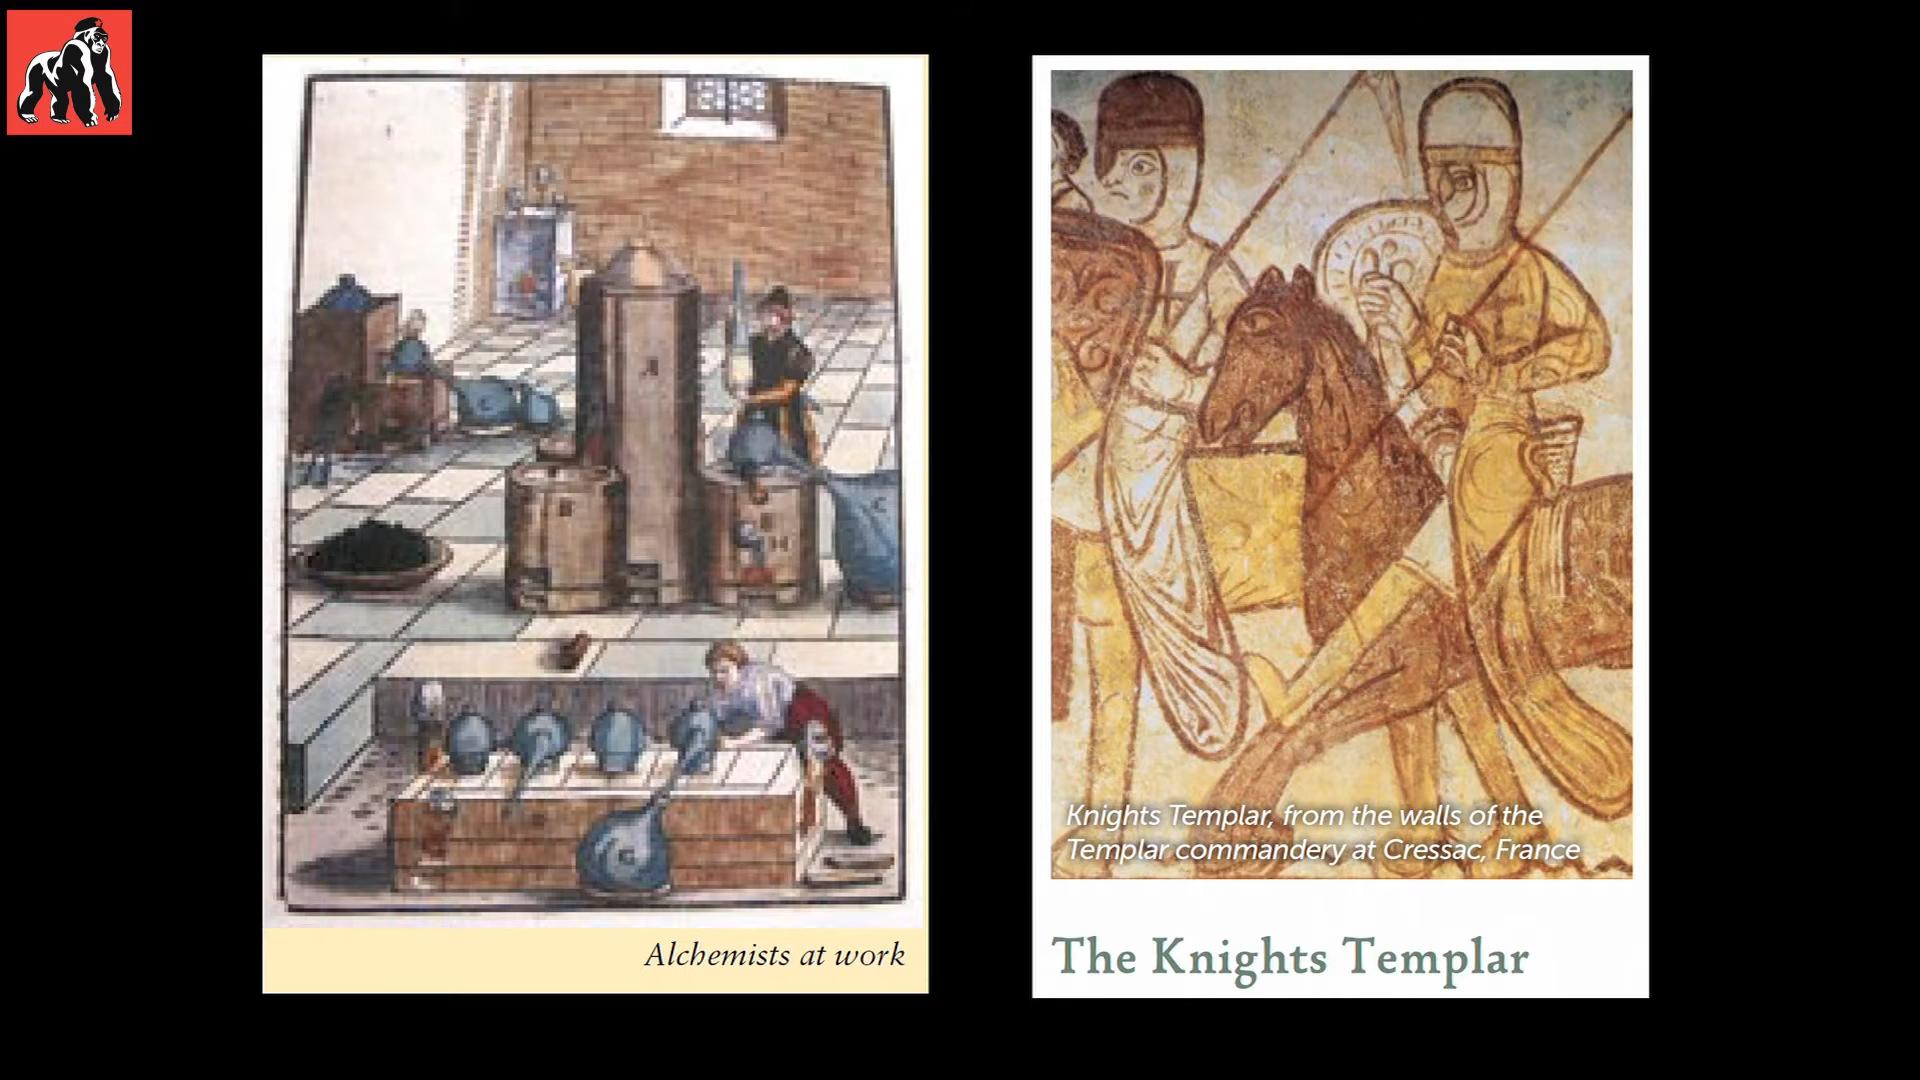 A
B
C
H
C
Alchemists at work
Knights Templar, from the walls of the
Templar commandery at Cressac, France
The Knights Templar